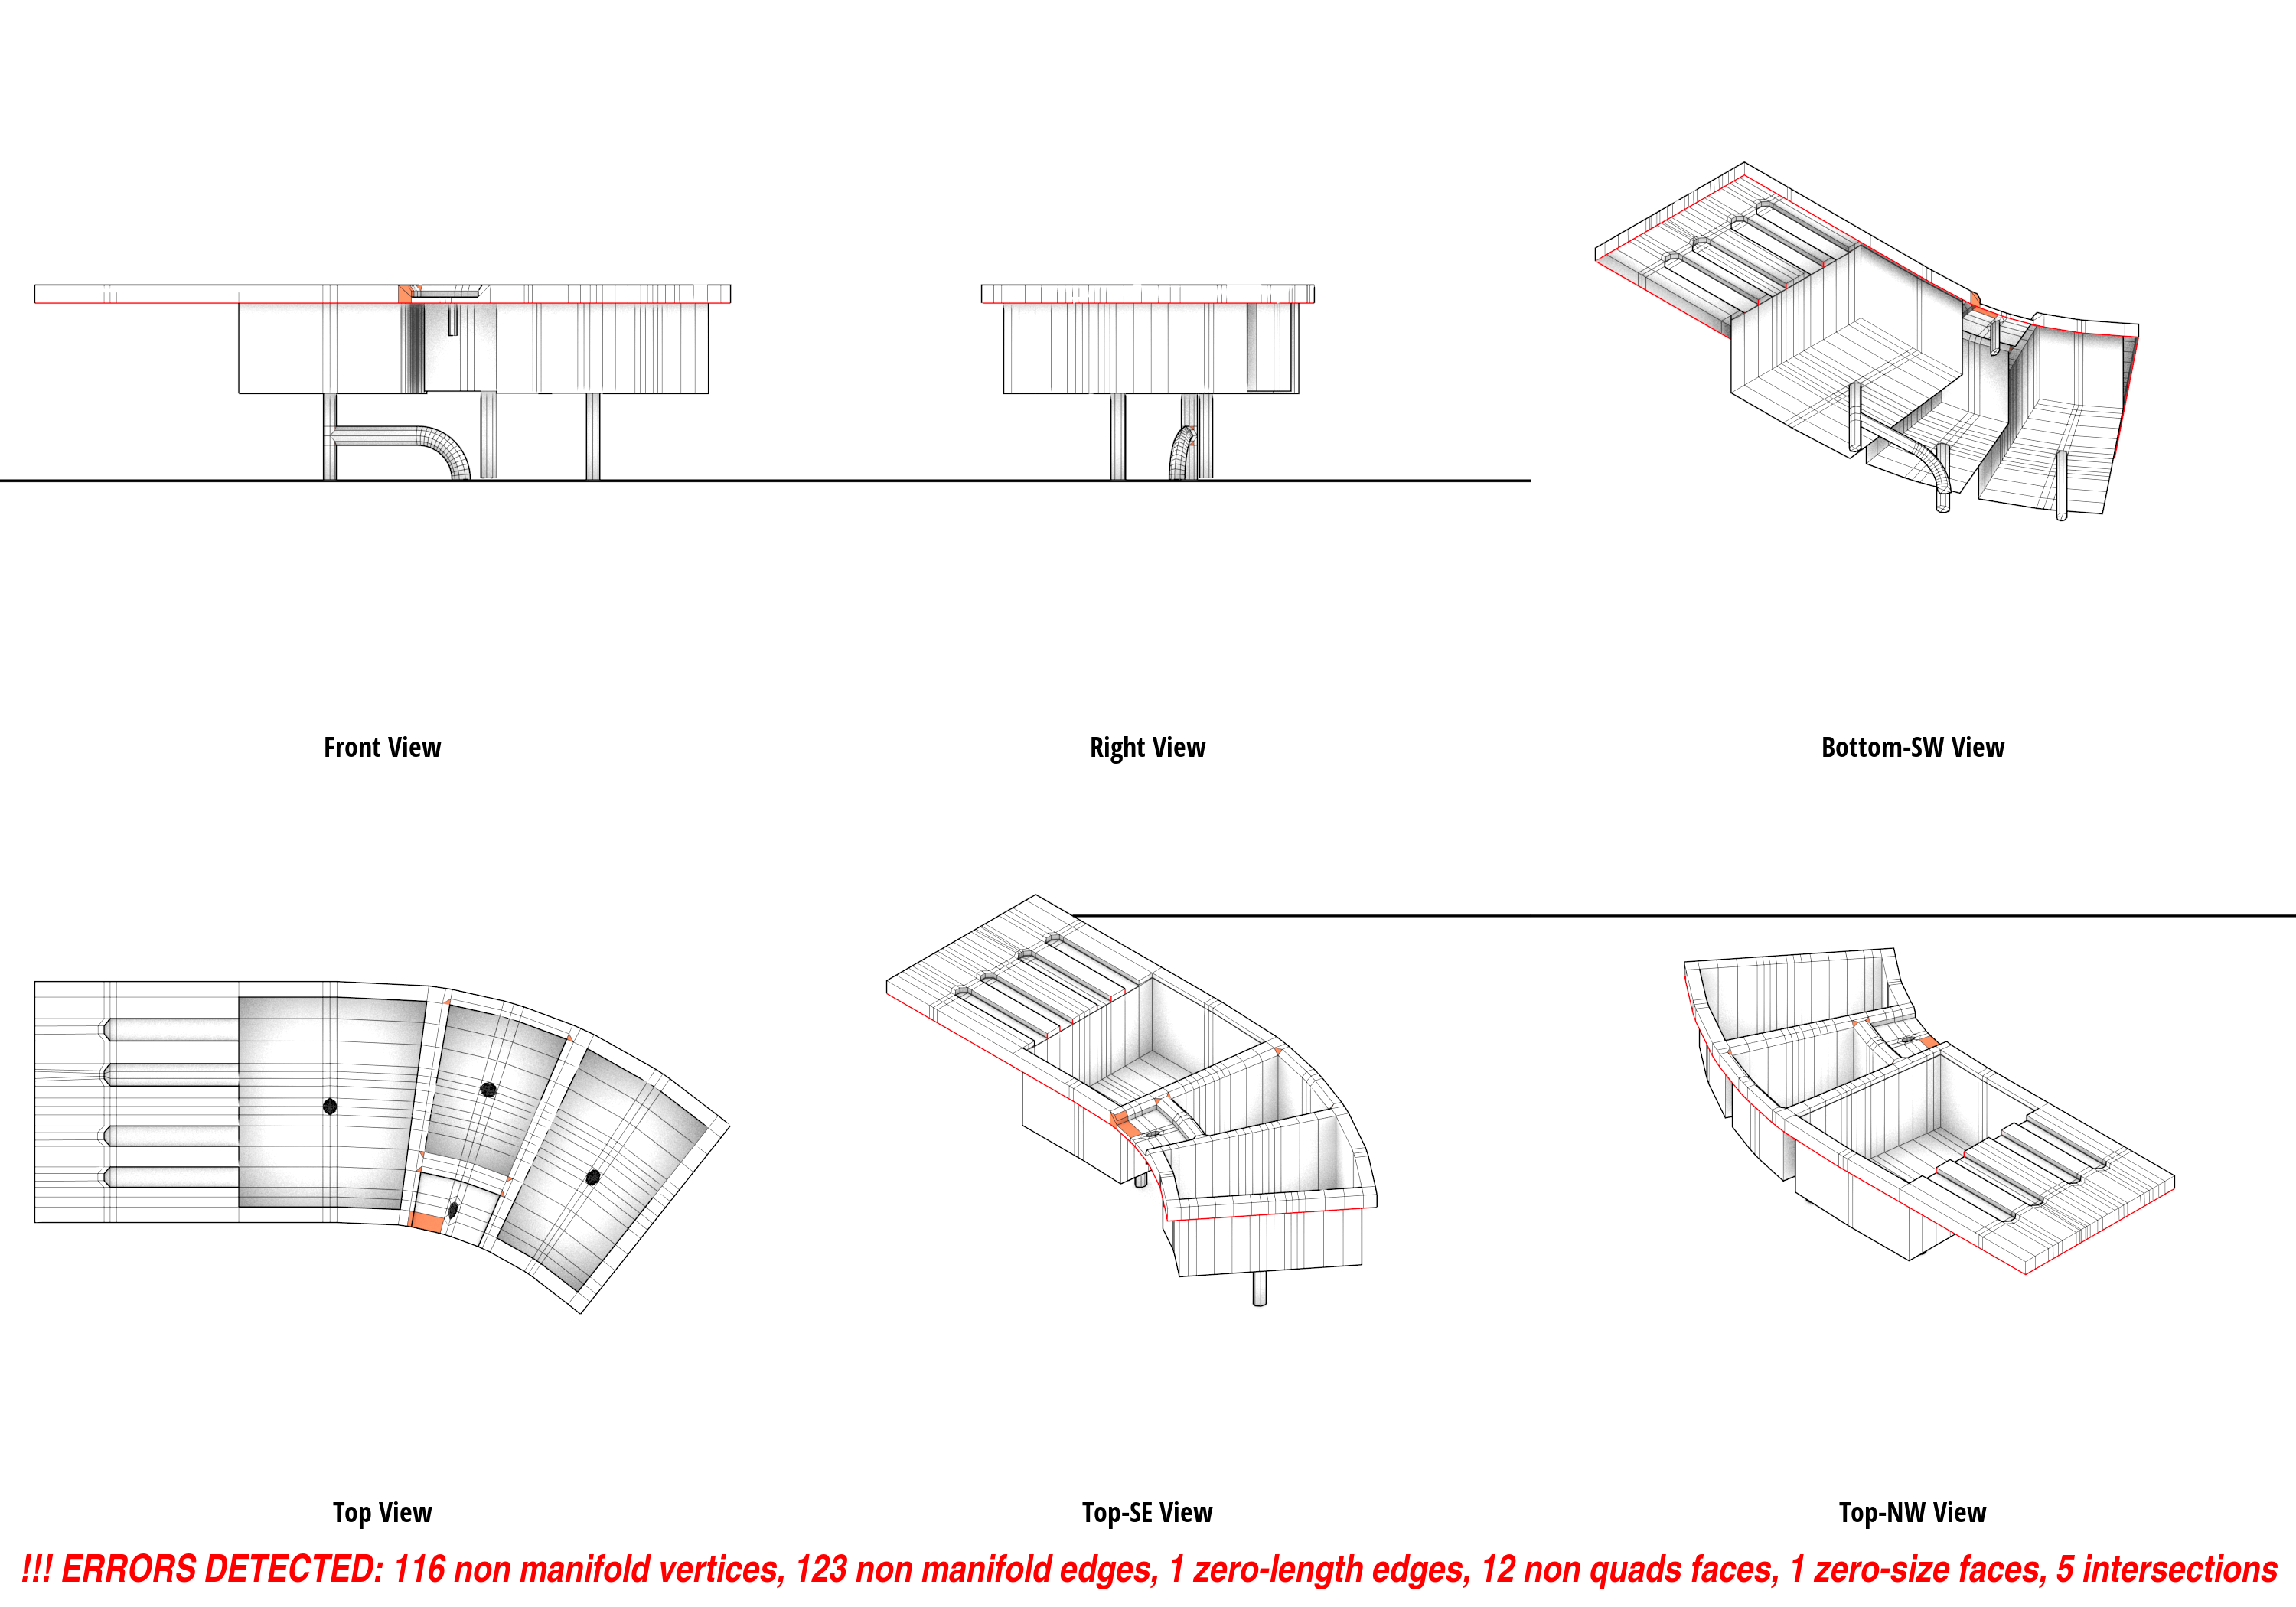 Front View
Right View
Bottom-SW View
Top View
Top-SE View
Top-NW View
!!! ERRORS DETECTED: 116 non manifold vertices, 123 non manifold edges, 1 zero-length edges, 12 non quads faces, 1 zero-size faces, 5 intersections